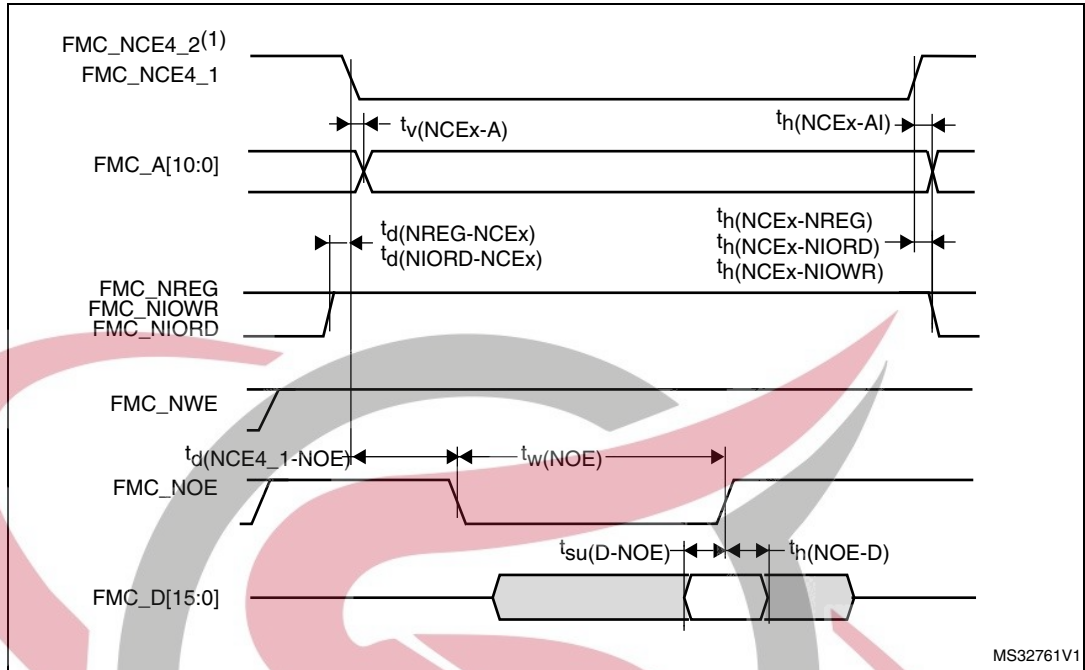 FMC_NCE4_2(1)
FMC_NCE4_1
tv(NCEx-A)
th(NCEx-AI)
FMC_A[10:0]
td(NREG-NCEx)
td(NIORD-NCEx)
th(NCEx-NREG)
th(NCEx-NIORD)
th(NCEx-NIOWR)
FMC_NREG
FMC_NIOWR
FMC_NIORD
FMC_NWE
td(NCE4_1-NOE)
tw(NOE)
FMC_NOE
tsu(D-NOE)
th(NOE-D)
FMC_D[15:0]
MS32761V1